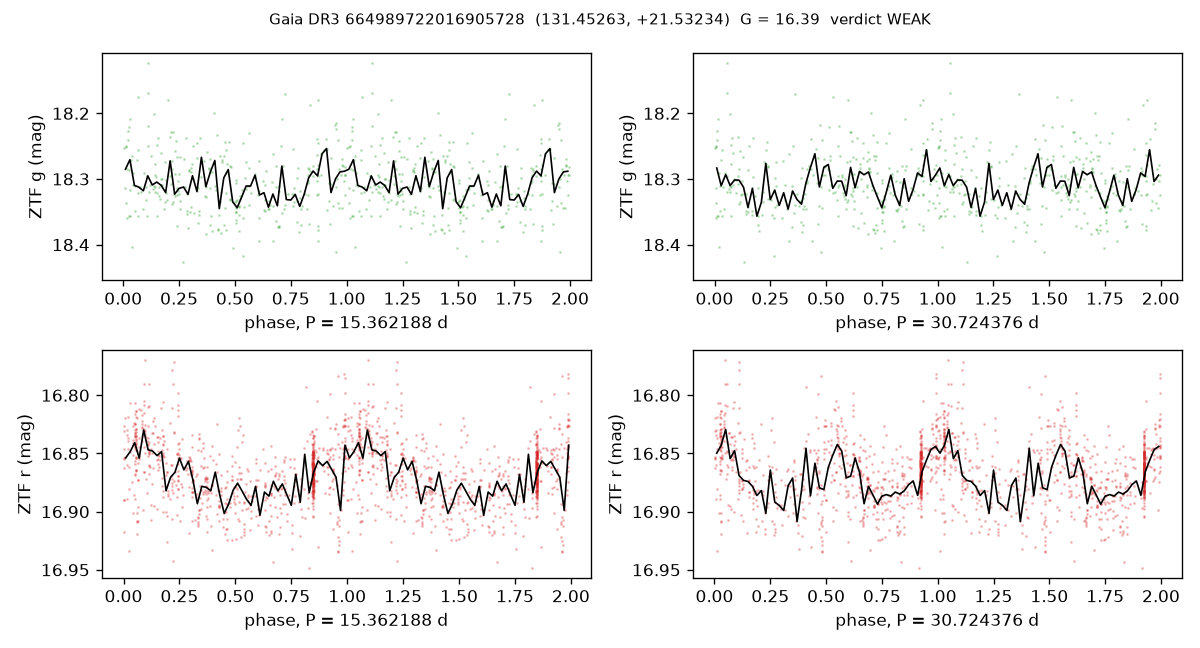 Gaia DR3 664989722016905728  (131.45263, +21.53234)  G = 16.39  verdict WEAK
ZTF g (mag)
18.2
18.3
18.4
0.00 0.25 0.50 0.75 1.00 1.25 1.50 1.75 2.00
phase, P = 15.362188 d
ZTF g (mag)
18.2
18.3
18.4
0.00 0.25 0.50 0.75 1.00 1.25 1.50 1.75 2.00
phase, P = 30.724376 d
ZTF r (mag)
16.80
16.85
16.90
16.95
0.00 0.25 0.50 0.75 1.00 1.25 1.50 1.75 2.00
phase, P = 15.362188 d
ZTF r (mag)
16.80
16.85
16.90
16.95
0.00 0.25 0.50 0.75 1.00 1.25 1.50 1.75 2.00
phase, P = 30.724376 d